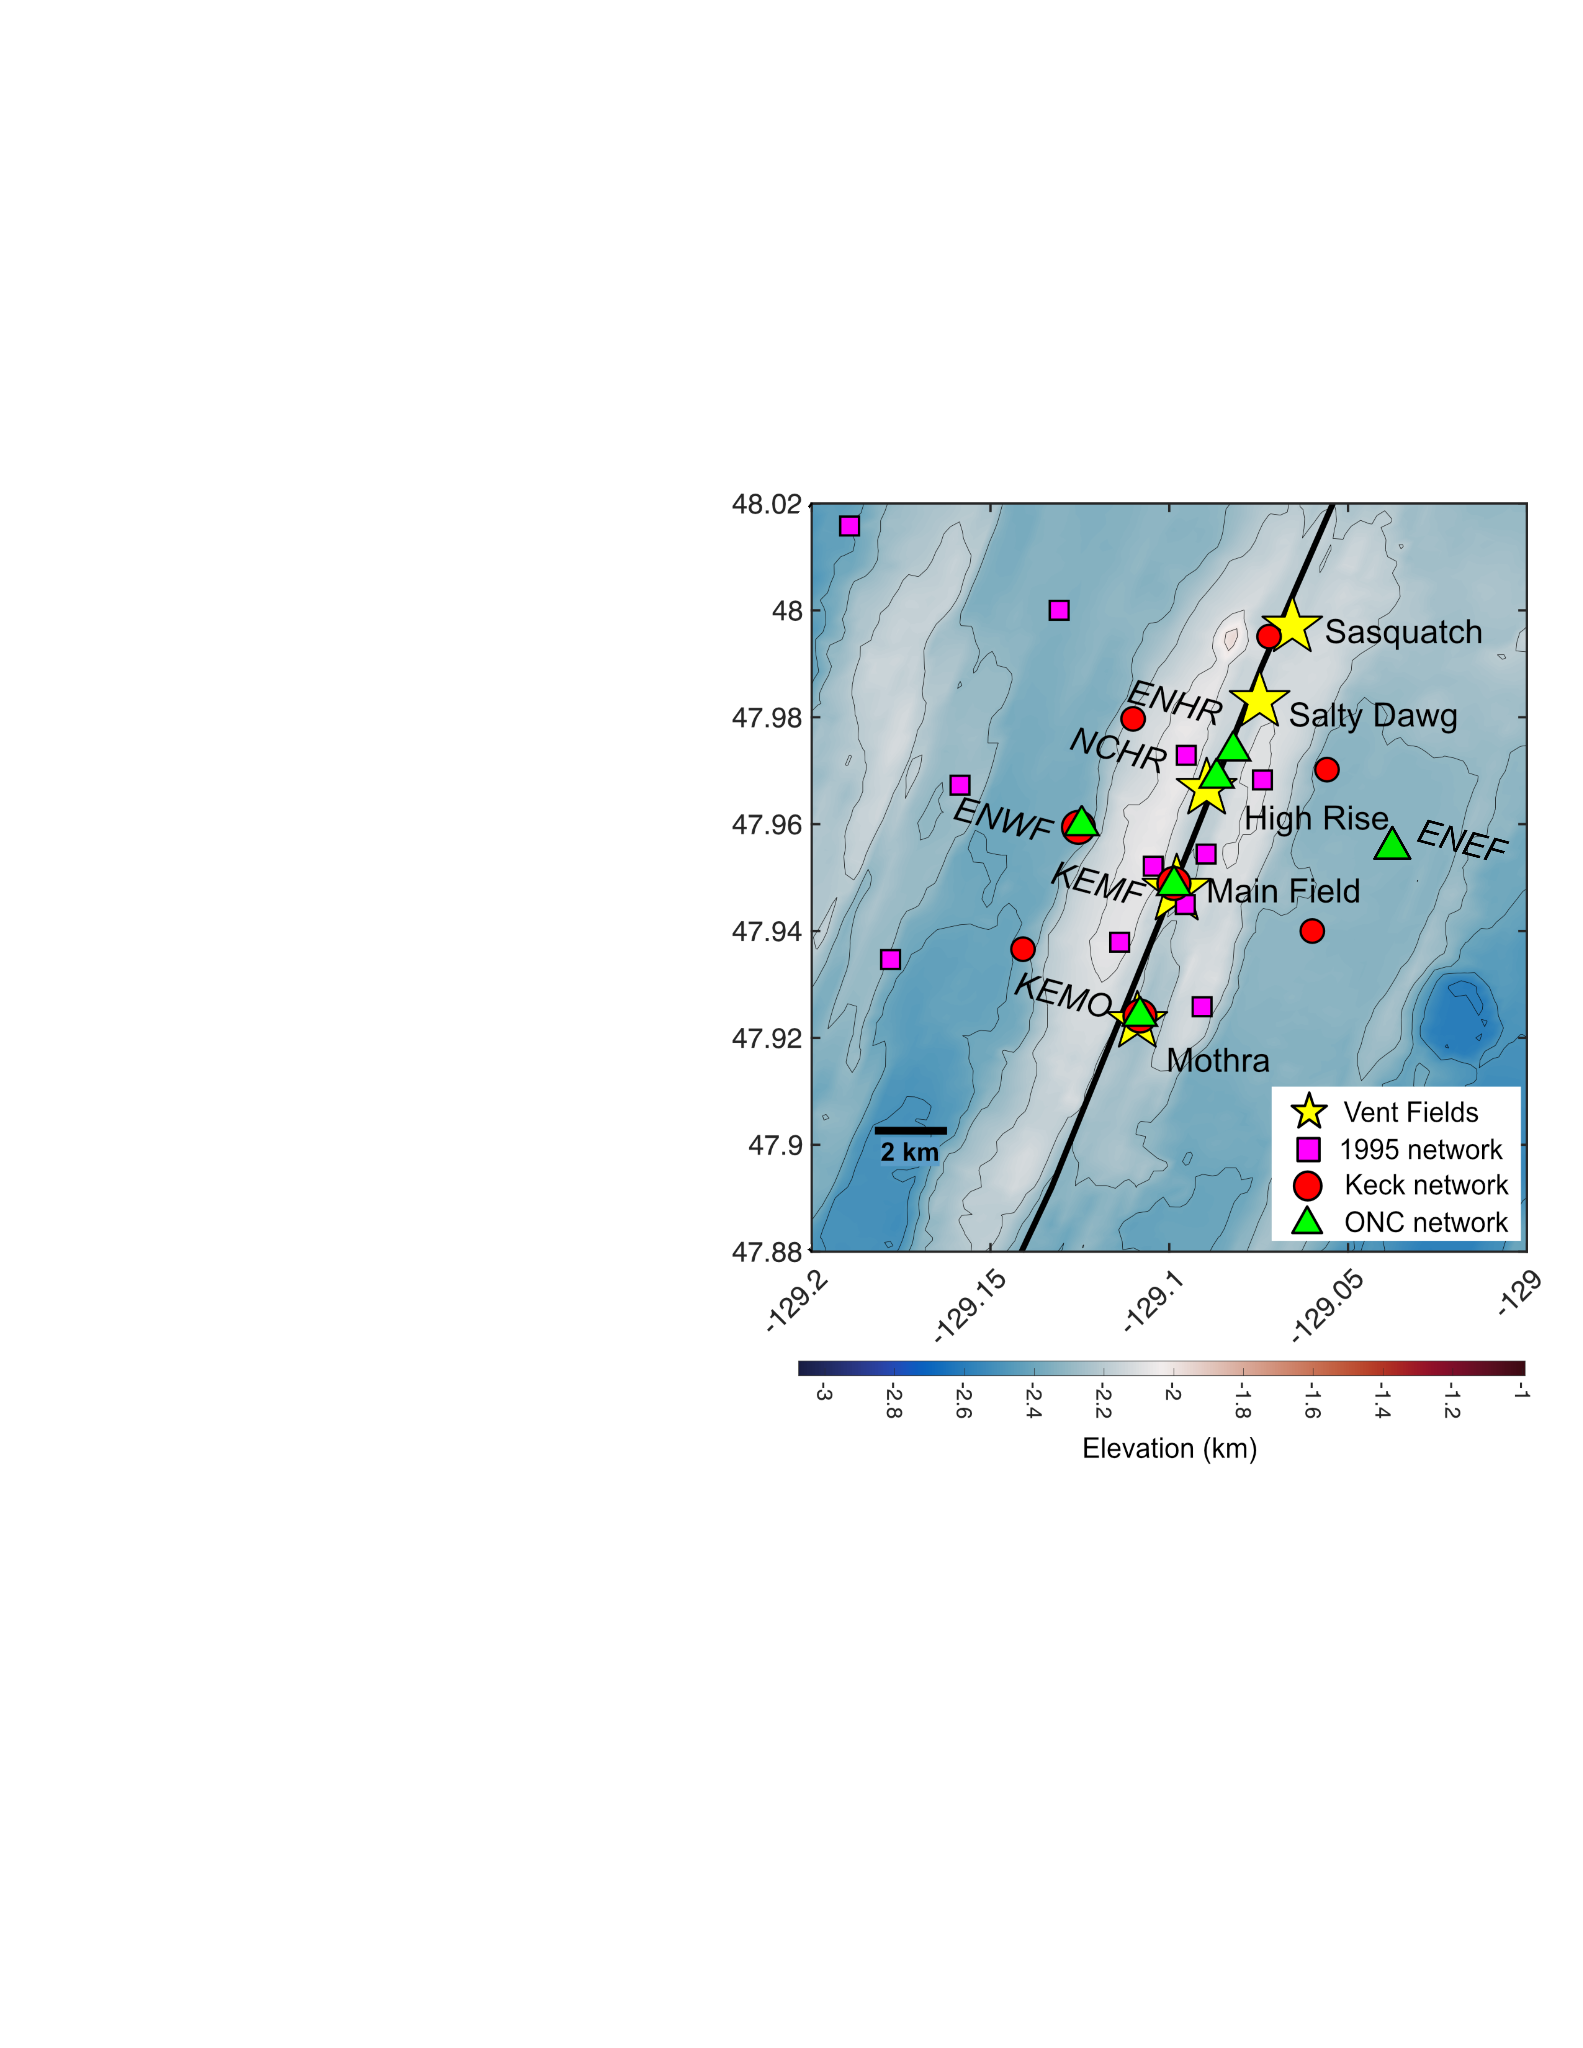 48.02
48
Sasquatch
ENHR
47.98
Salty Dawg
NCHR
ENWF
47.96
High Rise
ENEF
KEMF
Main Field
47.94
KEMO
47.92
Mothra
47.9
2 km
Vent Fields
1995 network
Keck network
ONC network
47.88
-129.2
-129.15
-129.1
-129.05
-129
-3
-2.8
-2.6
-2.4
-2.2
-2
-1.8
-1.6
-1.4
-1.2
-1
Elevation (km)